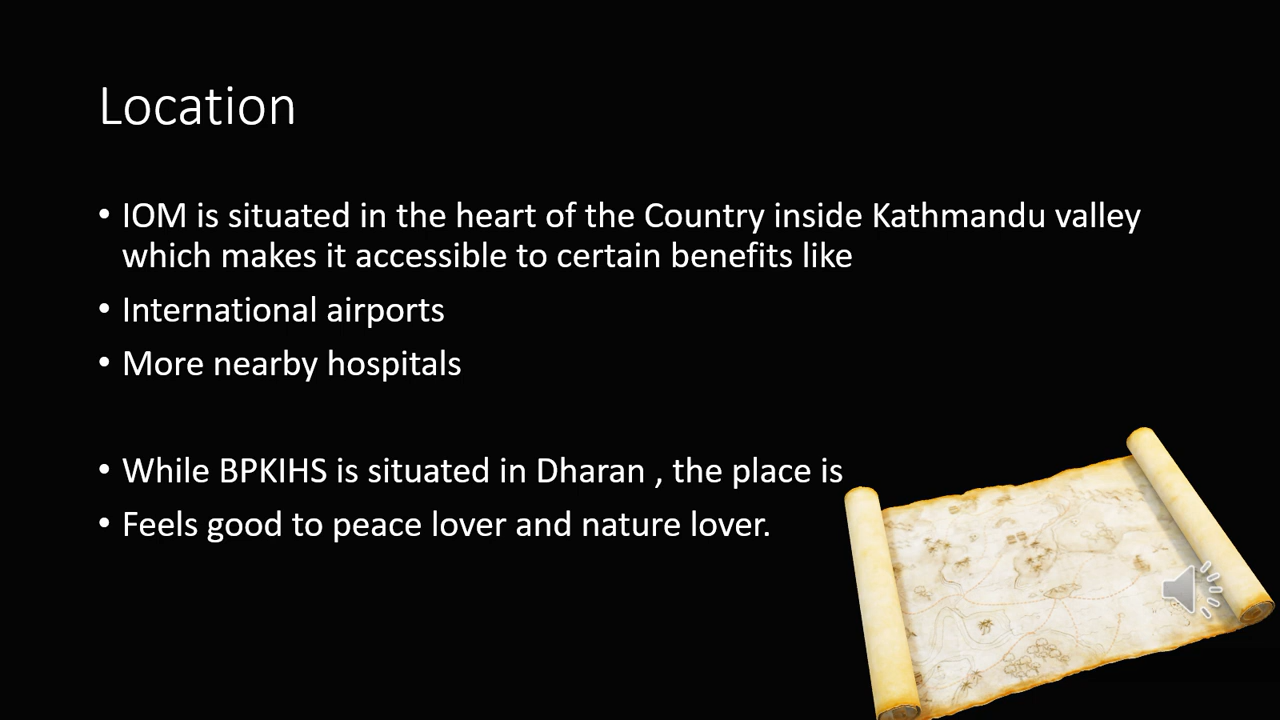 Location
• IOM is situated in the heart of the Country inside Kathmandu valley
which makes it accessible to certain benefits like
• International airports
• More nearby hospitals
• While BPKIHS is situated in Dharan , the place is
• Feels good to peace lover and nature lover.